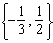 {-1/3, 1/2}